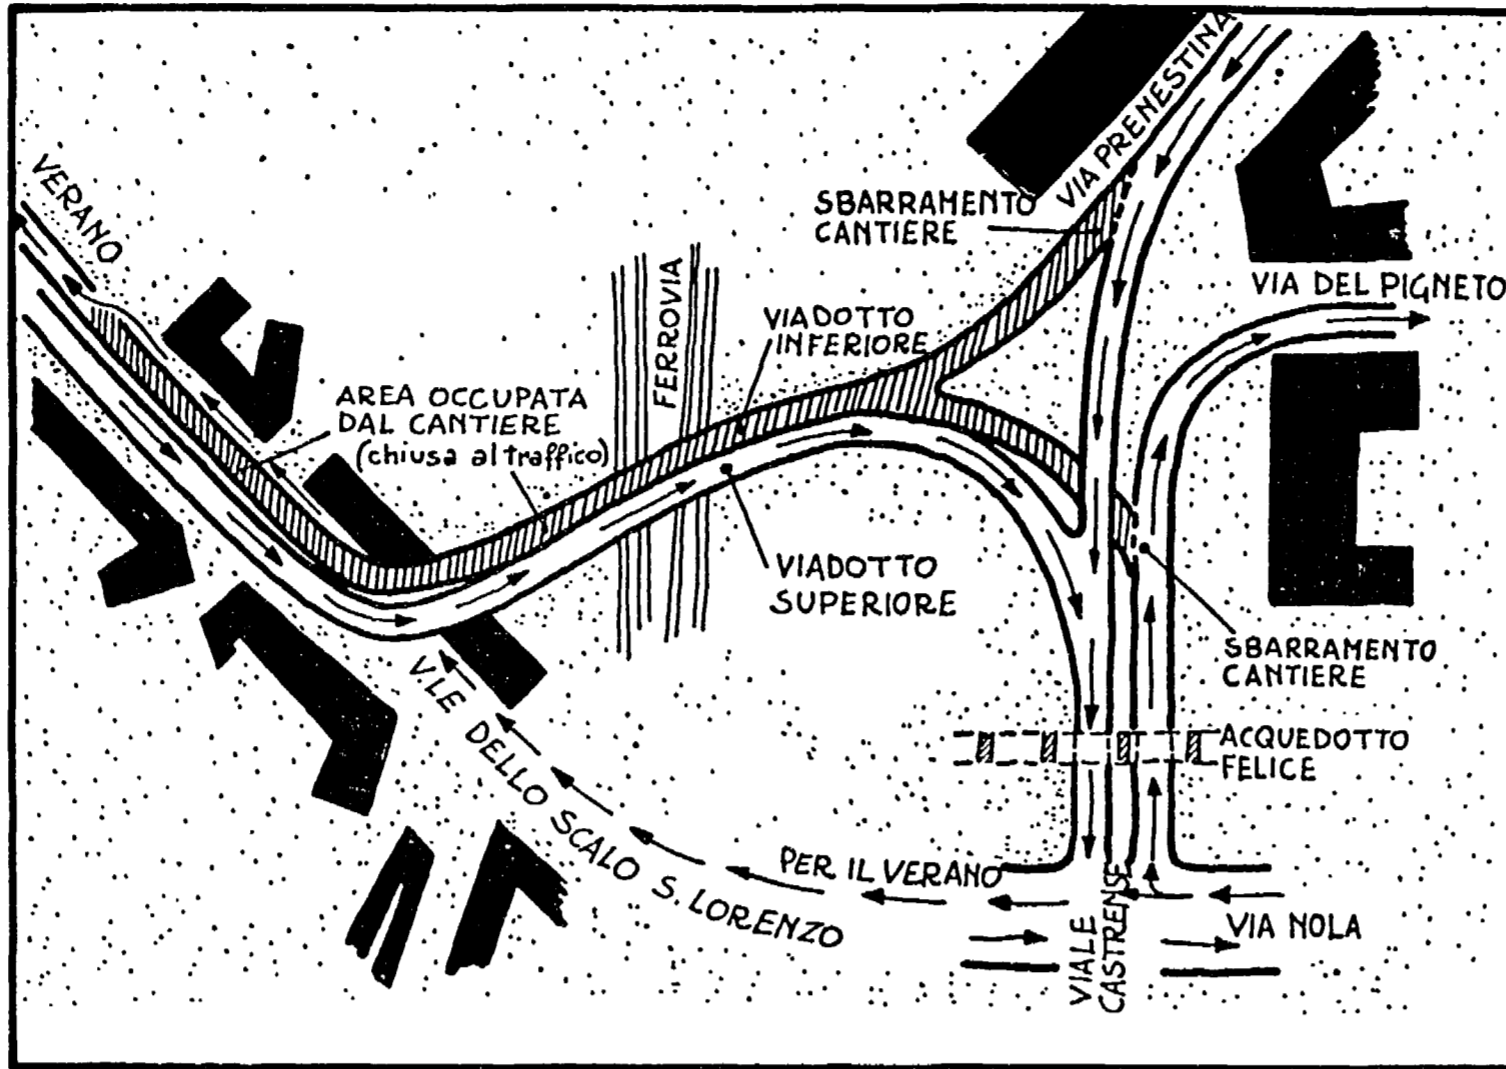 VIA PRENESTINA
VERANO
SBARRAMENTO
CANTIERE
VIA DEL PIGNETO
FERROVIA
VIADOTTO
INFERIORE
AREA OCCUPATA
DAL CANTIERE
(chiusa al traffico)
VIADOTTO
SUPERIORE
SBARRAMENTO
CANTIERE
V.LE DELLO SCALO S. LORENZO
ACQUEDOTTO
FELICE
PER IL VERANO
VIA NOLA
VIALE
CASTRENSE